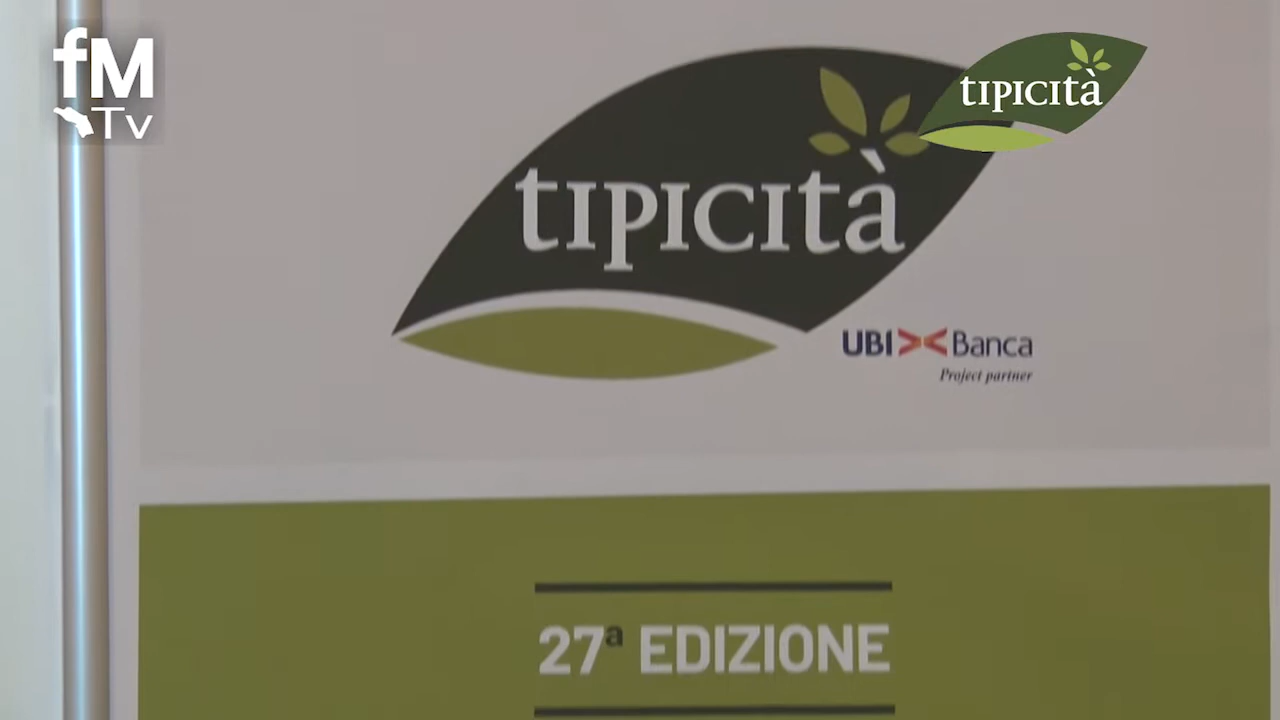 fM
Tv
tipicità
tipicità
UBI Banca
Project partner
27ª EDIZIONE